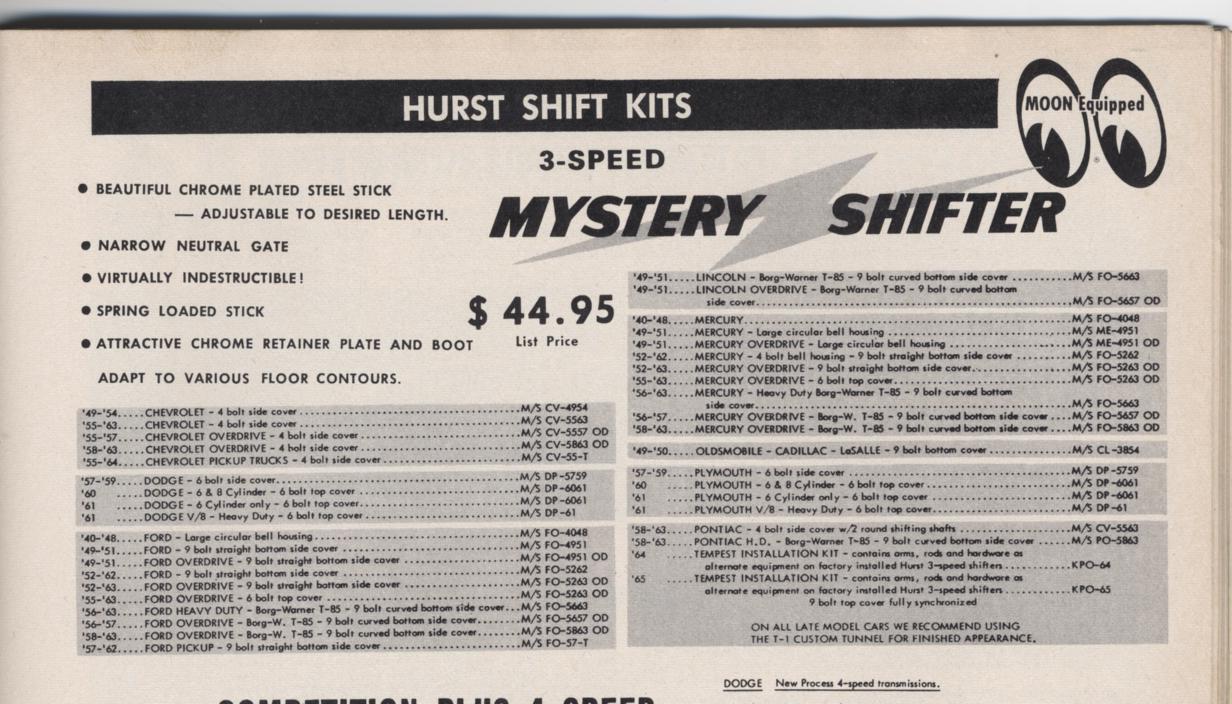 HURST SHIFT KITS
MOON Equipped
®
3-SPEED
MYSTERY SHIFTER
● BEAUTIFUL CHROME PLATED STEEL STICK
— ADJUSTABLE TO DESIRED LENGTH.
● NARROW NEUTRAL GATE
● VIRTUALLY INDESTRUCTIBLE!
● SPRING LOADED STICK
● ATTRACTIVE CHROME RETAINER PLATE AND BOOT
ADAPT TO VARIOUS FLOOR CONTOURS.
$ 44.95
List Price
'49-'54.....CHEVROLET - 4 bolt side cover ........M/S CV-4954
'55-'63.....CHEVROLET - 4 bolt side cover ........M/S CV-5563
'55-'57.....CHEVROLET OVERDRIVE - 4 bolt side cover ........M/S CV-5557 OD
'58-'63.....CHEVROLET OVERDRIVE - 4 bolt side cover ........M/S CV-5863 OD
'55-'64.....CHEVROLET PICKUP TRUCKS - 4 bolt side cover ........M/S CV-55-T
'57-'59.....DODGE - 6 bolt side cover........M/S DP-5759
'60 .....DODGE - 6 & 8 Cylinder - 6 bolt top cover ........M/S DP-6061
'61 .....DODGE - 6 Cylinder only - 6 bolt top cover ........M/S DP-6061
'61 .....DODGE V/8 - Heavy Duty - 6 bolt top cover ........M/S DP-61
'40-'48.....FORD - Large circular bell housing ........M/S FO-4048
'49-'51.....FORD - 9 bolt straight bottom side cover ........M/S FO-4951
'49-'51.....FORD OVERDRIVE - 9 bolt straight bottom side cover ........M/S FO-4951 OD
'52-'62.....FORD - 9 bolt straight bottom side cover ........M/S FO-5262
'52-'63.....FORD OVERDRIVE - 9 bolt straight bottom side cover ........M/S FO-5263 OD
'55-'63.....FORD OVERDRIVE - 6 bolt top cover ........M/S FO-5263 OD
'56-'63.....FORD HEAVY DUTY - Borg-Warner T-85 - 9 bolt curved bottom side cover...M/S FO-5663
'56-'57.....FORD OVERDRIVE - Borg-W. T-85 - 9 bolt curved bottom side cover........M/S FO-5657 OD
'58-'63.....FORD OVERDRIVE - Borg-W. T-85 - 9 bolt curved bottom side cover........M/S FO-5863 OD
'57-'62.....FORD PICKUP - 9 bolt straight bottom side cover ........M/S FO-57-T
'49-'51.....LINCOLN - Borg-Warner T-85 - 9 bolt curved bottom side cover ........M/S FO-5663
'49-'51.....LINCOLN OVERDRIVE - Borg-Warner T-85 - 9 bolt curved bottom
side cover........M/S FO-5657 OD
'40-'48.....MERCURY........M/S FO-4048
'49-'51.....MERCURY - Large circular bell housing ........M/S ME-4951
'49-'51.....MERCURY OVERDRIVE - Large circular bell housing ........M/S ME-4951 OD
'52-'62.....MERCURY - 4 bolt bell housing - 9 bolt straight bottom side cover ........M/S FO-5262
'52-'63.....MERCURY OVERDRIVE - 9 bolt straight bottom side cover........M/S FO-5263 OD
'55-'63.....MERCURY OVERDRIVE - 6 bolt top cover........M/S FO-5263 OD
'56-'63.....MERCURY - Heavy Duty Borg-Warner T-85 - 9 bolt curved bottom
side cover........M/S FO-5663
'56-'57.....MERCURY OVERDRIVE - Borg-W. T-85 - 9 bolt curved bottom side cover ....M/S FO-5657 OD
'58-'63.....MERCURY OVERDRIVE - Borg-W. T-85 - 9 bolt curved bottom side cover ....M/S FO-5863 OD
'49-'50.....OLDSMOBILE - CADILLAC - LaSALLE - 9 bolt bottom cover ........M/S CL-3854
'57-'59.....PLYMOUTH - 6 bolt side cover ........M/S DP-5759
'60 .....PLYMOUTH - 6 & 8 Cylinder - 6 bolt top cover ........M/S DP-6061
'61 .....PLYMOUTH - 6 Cylinder only - 6 bolt top cover ........M/S DP-6061
'61 .....PLYMOUTH V/8 - Heavy Duty - 6 bolt top cover ........M/S DP-61
'58-'63.....PONTIAC - 4 bolt side cover w/2 round shifting shafts ........M/S CV-5563
'58-'63.....PONTIAC H.D. - Borg-Warner T-85 - 9 bolt curved bottom side cover ......M/S PO-5863
'64 .....TEMPEST INSTALLATION KIT - contains arms, rods and hardware as
alternate equipment on factory installed Hurst 3-speed shifters........KPO-64
'65 .....TEMPEST INSTALLATION KIT - contains arms, rods and hardware as
alternate equipment on factory installed Hurst 3-speed shifters........KPO-65
9 bolt top cover fully synchronized
ON ALL LATE MODEL CARS WE RECOMMEND USING
THE T-1 CUSTOM TUNNEL FOR FINISHED APPEARANCE.
DODGE New Process 4-speed transmissions.
COMPETITION PLUS 4 SPEED